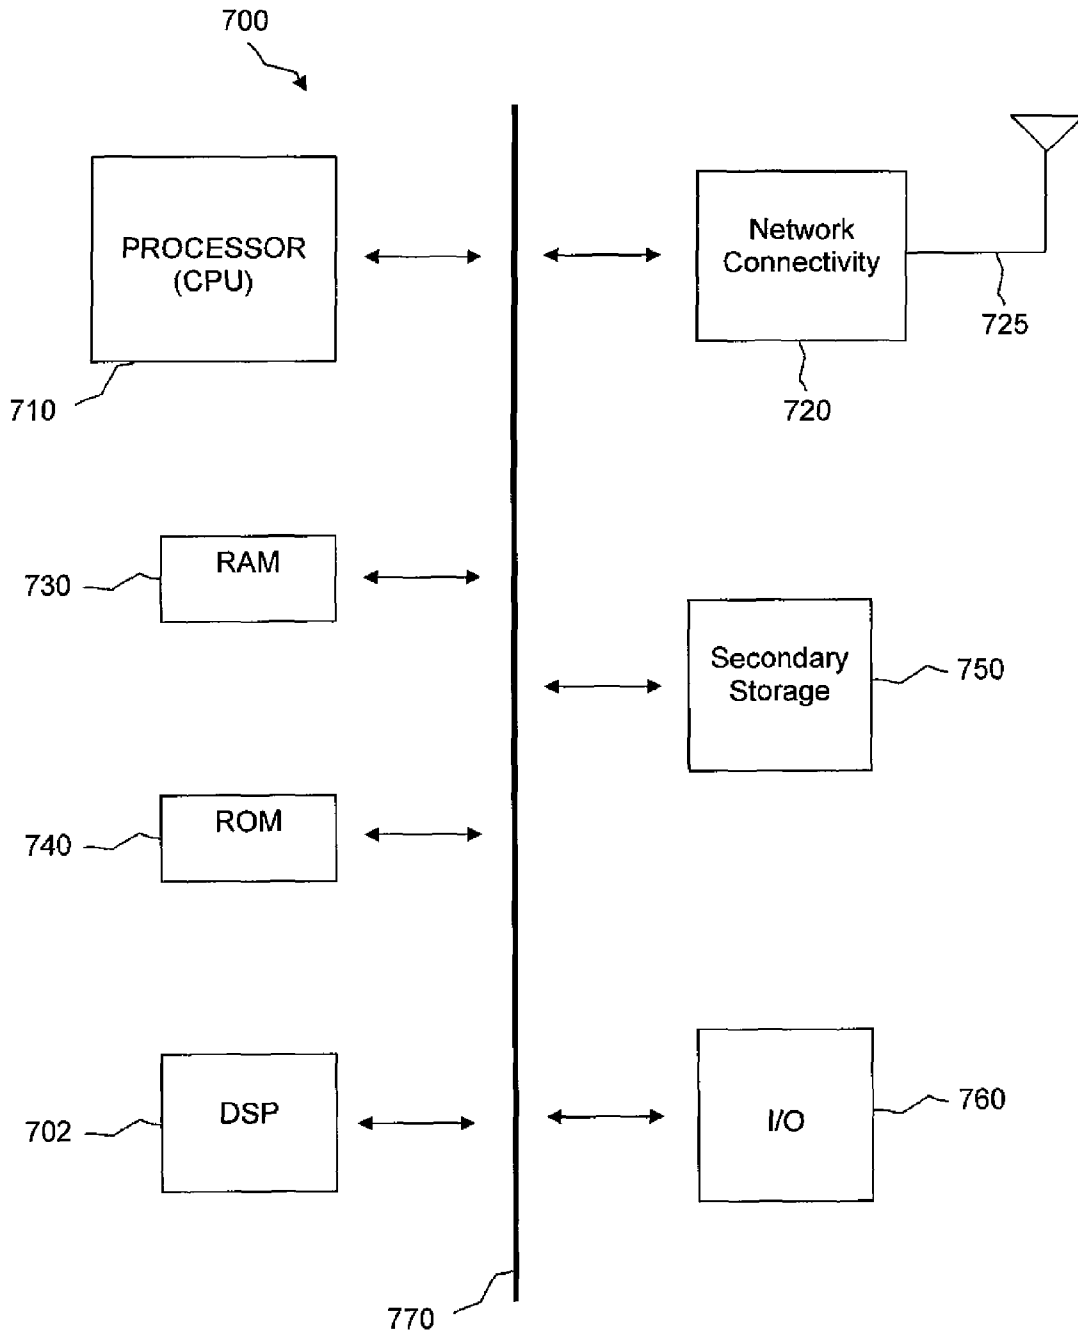 700
PROCESSOR
(CPU)
710
Network
Connectivity
725
720
RAM
730
Secondary
Storage
750
ROM
740
DSP
702
I/O
760
770